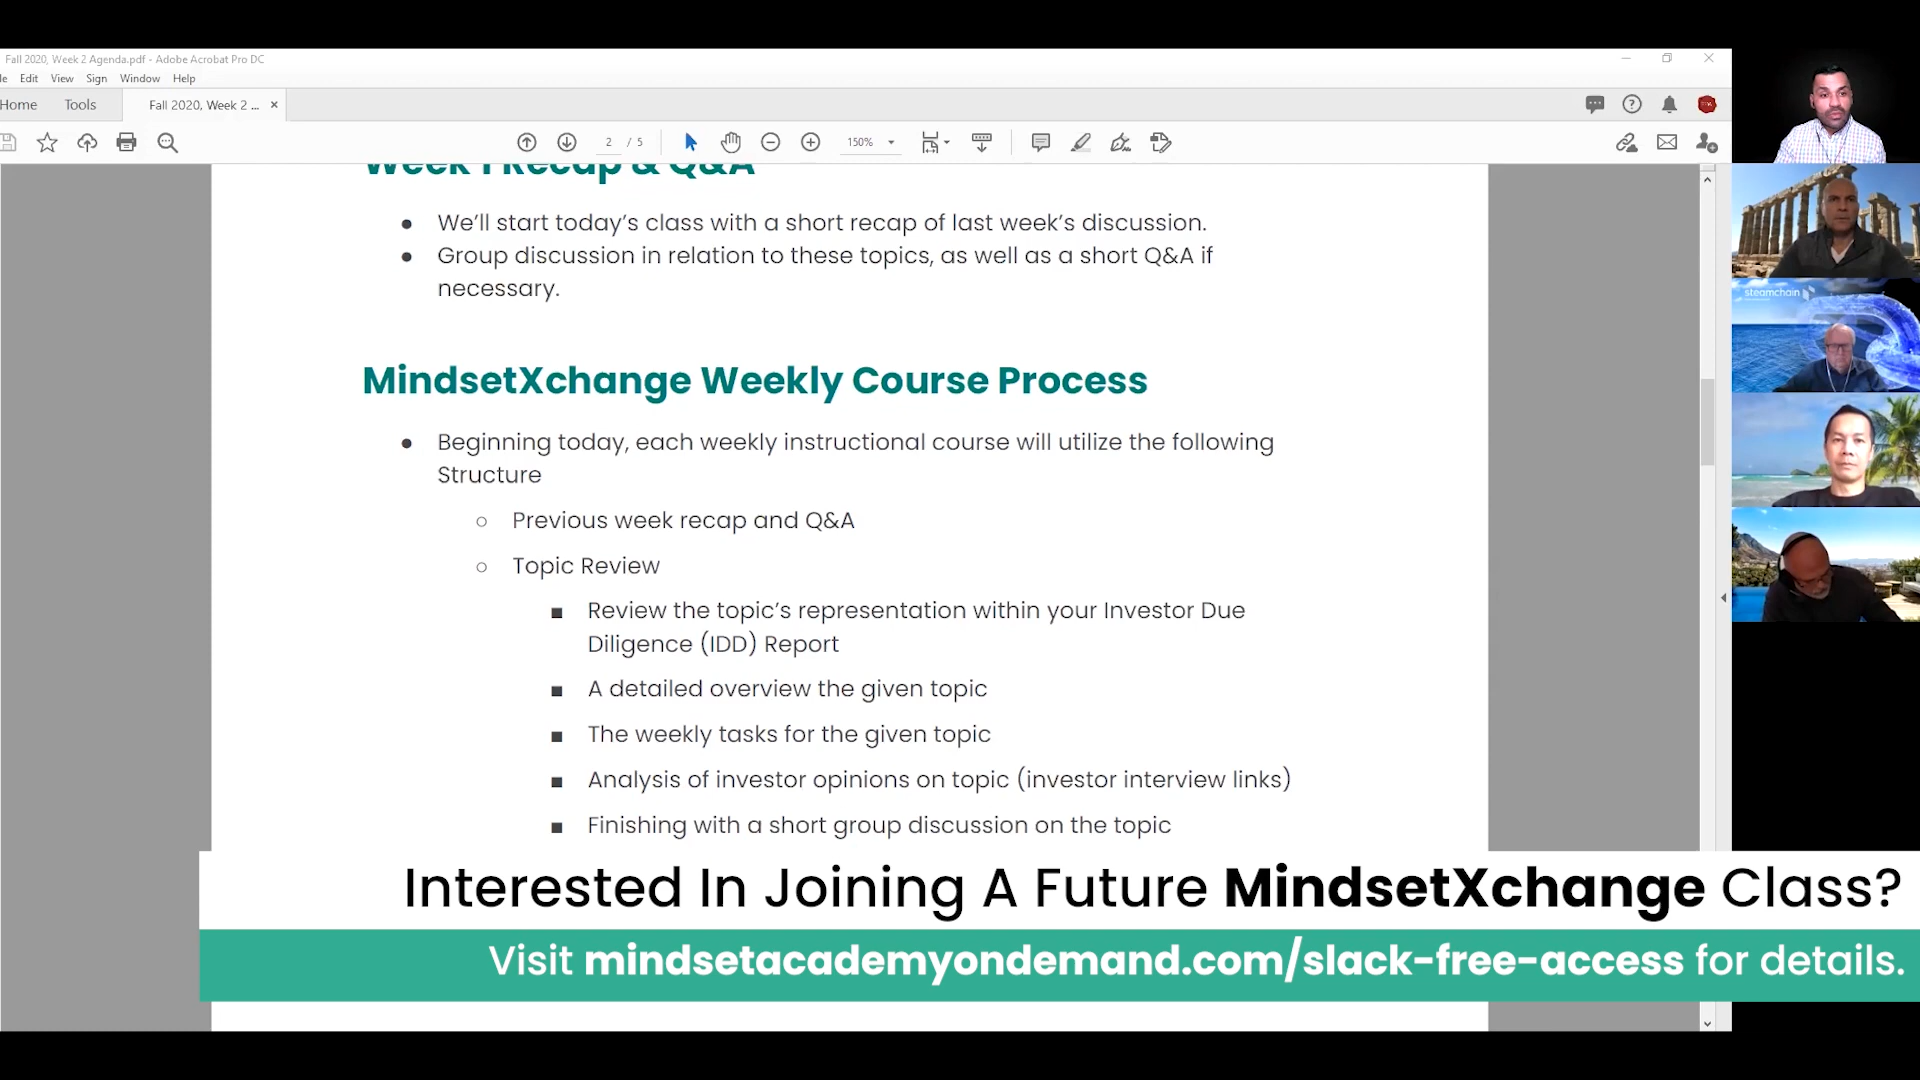 Fall 2020, Week 2 Agenda.pdf - Adobe Acrobat Pro DC
le Edit View Sign Window Help
Home Tools Fall 2020, Week 2 ... ×
2 / 5 150%
Week 1 Recap & Q&A
● We’ll start today’s class with a short recap of last week’s discussion.
● Group discussion in relation to these topics, as well as a short Q&A if
necessary.
steamchain
MindsetXchange Weekly Course Process
● Beginning today, each weekly instructional course will utilize the following
Structure
○ Previous week recap and Q&A
○ Topic Review
■ Review the topic’s representation within your Investor Due
Diligence (IDD) Report
■ A detailed overview the given topic
■ The weekly tasks for the given topic
■ Analysis of investor opinions on topic (investor interview links)
■ Finishing with a short group discussion on the topic
Interested In Joining A Future MindsetXchange Class?
Visit mindsetacademyondemand.com/slack-free-access for details.